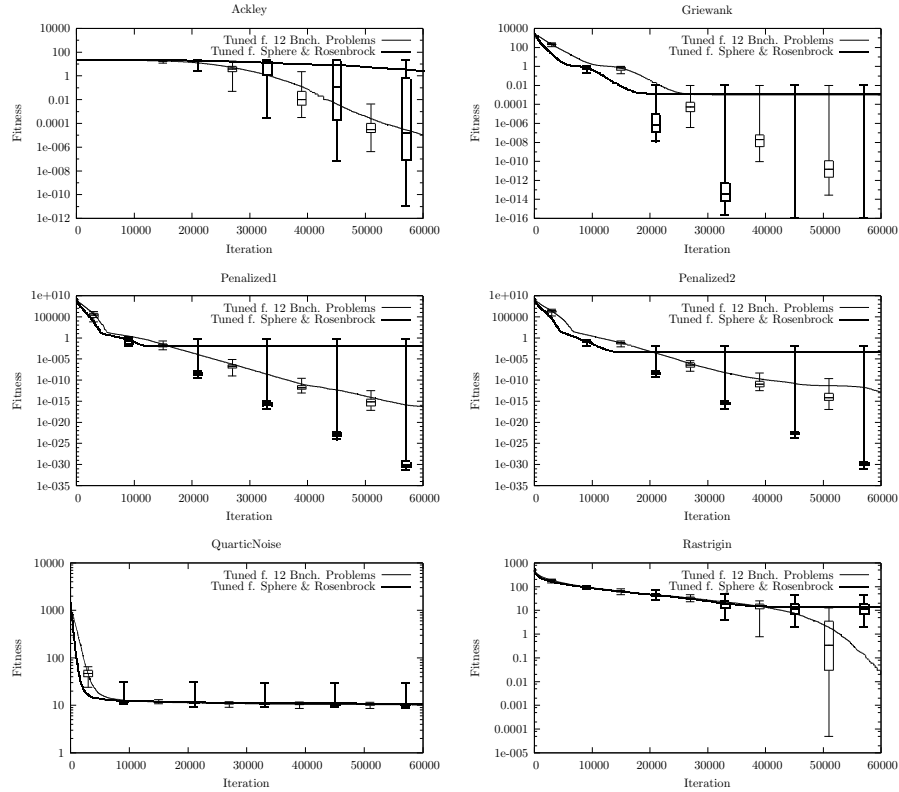 Ackley
10000
100
1
0.01
0.0001
1e-006
1e-008
1e-010
1e-012
Fitness
Tuned f. 12 Bnch. Problems
Tuned f. Sphere & Rosenbrock
0 10000 20000 30000 40000 50000 60000
Iteration
Griewank
10000
100
1
0.01
0.0001
1e-006
1e-008
1e-010
1e-012
1e-014
1e-016
Fitness
Tuned f. 12 Bnch. Problems
Tuned f. Sphere & Rosenbrock
0 10000 20000 30000 40000 50000 60000
Iteration
Penalized1
1e+010
100000
1
1e-005
1e-010
1e-015
1e-020
1e-025
1e-030
1e-035
Fitness
Tuned f. 12 Bnch. Problems
Tuned f. Sphere & Rosenbrock
0 10000 20000 30000 40000 50000 60000
Iteration
Penalized2
1e+010
100000
1
1e-005
1e-010
1e-015
1e-020
1e-025
1e-030
1e-035
Fitness
Tuned f. 12 Bnch. Problems
Tuned f. Sphere & Rosenbrock
0 10000 20000 30000 40000 50000 60000
Iteration
QuarticNoise
10000
1000
100
10
1
Fitness
Tuned f. 12 Bnch. Problems
Tuned f. Sphere & Rosenbrock
0 10000 20000 30000 40000 50000 60000
Iteration
Rastrigin
1000
100
10
1
0.1
0.01
0.001
0.0001
1e-005
Fitness
Tuned f. 12 Bnch. Problems
Tuned f. Sphere & Rosenbrock
0 10000 20000 30000 40000 50000 60000
Iteration